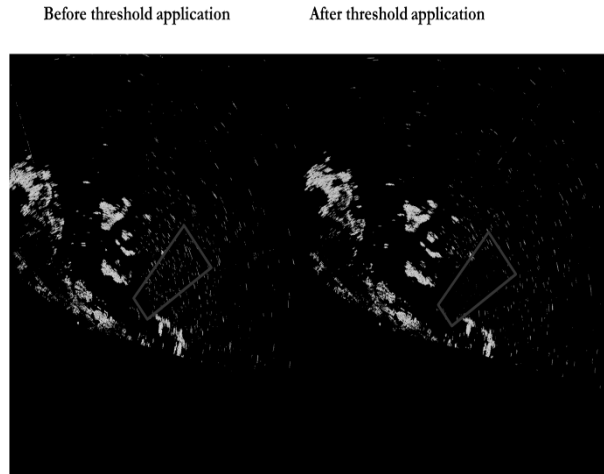 Before threshold application
After threshold application